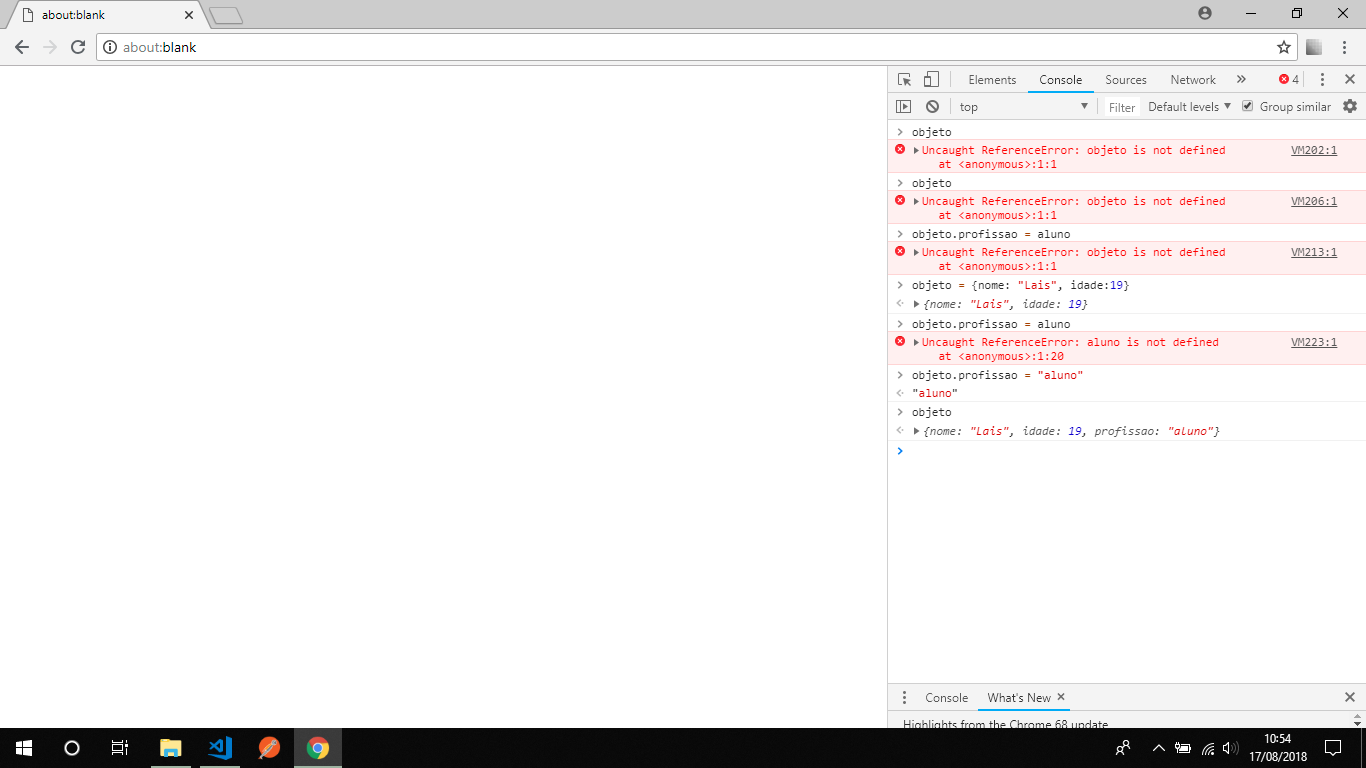 about:blank
about:blank
Elements Console Sources Network 4
top Filter Default levels Group similar
objeto
Uncaught ReferenceError: objeto is not defined VM202:1
at <anonymous>:1:1
objeto
Uncaught ReferenceError: objeto is not defined VM206:1
at <anonymous>:1:1
objeto.profissao = aluno
Uncaught ReferenceError: objeto is not defined VM213:1
at <anonymous>:1:1
objeto = {nome: "Lais", idade:19}
{nome: "Lais", idade: 19}
objeto.profissao = aluno
Uncaught ReferenceError: aluno is not defined VM223:1
at <anonymous>:1:20
objeto.profissao = "aluno"
"aluno"
objeto
{nome: "Lais", idade: 19, profissao: "aluno"}
Console What's New
Highlights from the Chrome 68 update
10:54
17/08/2018